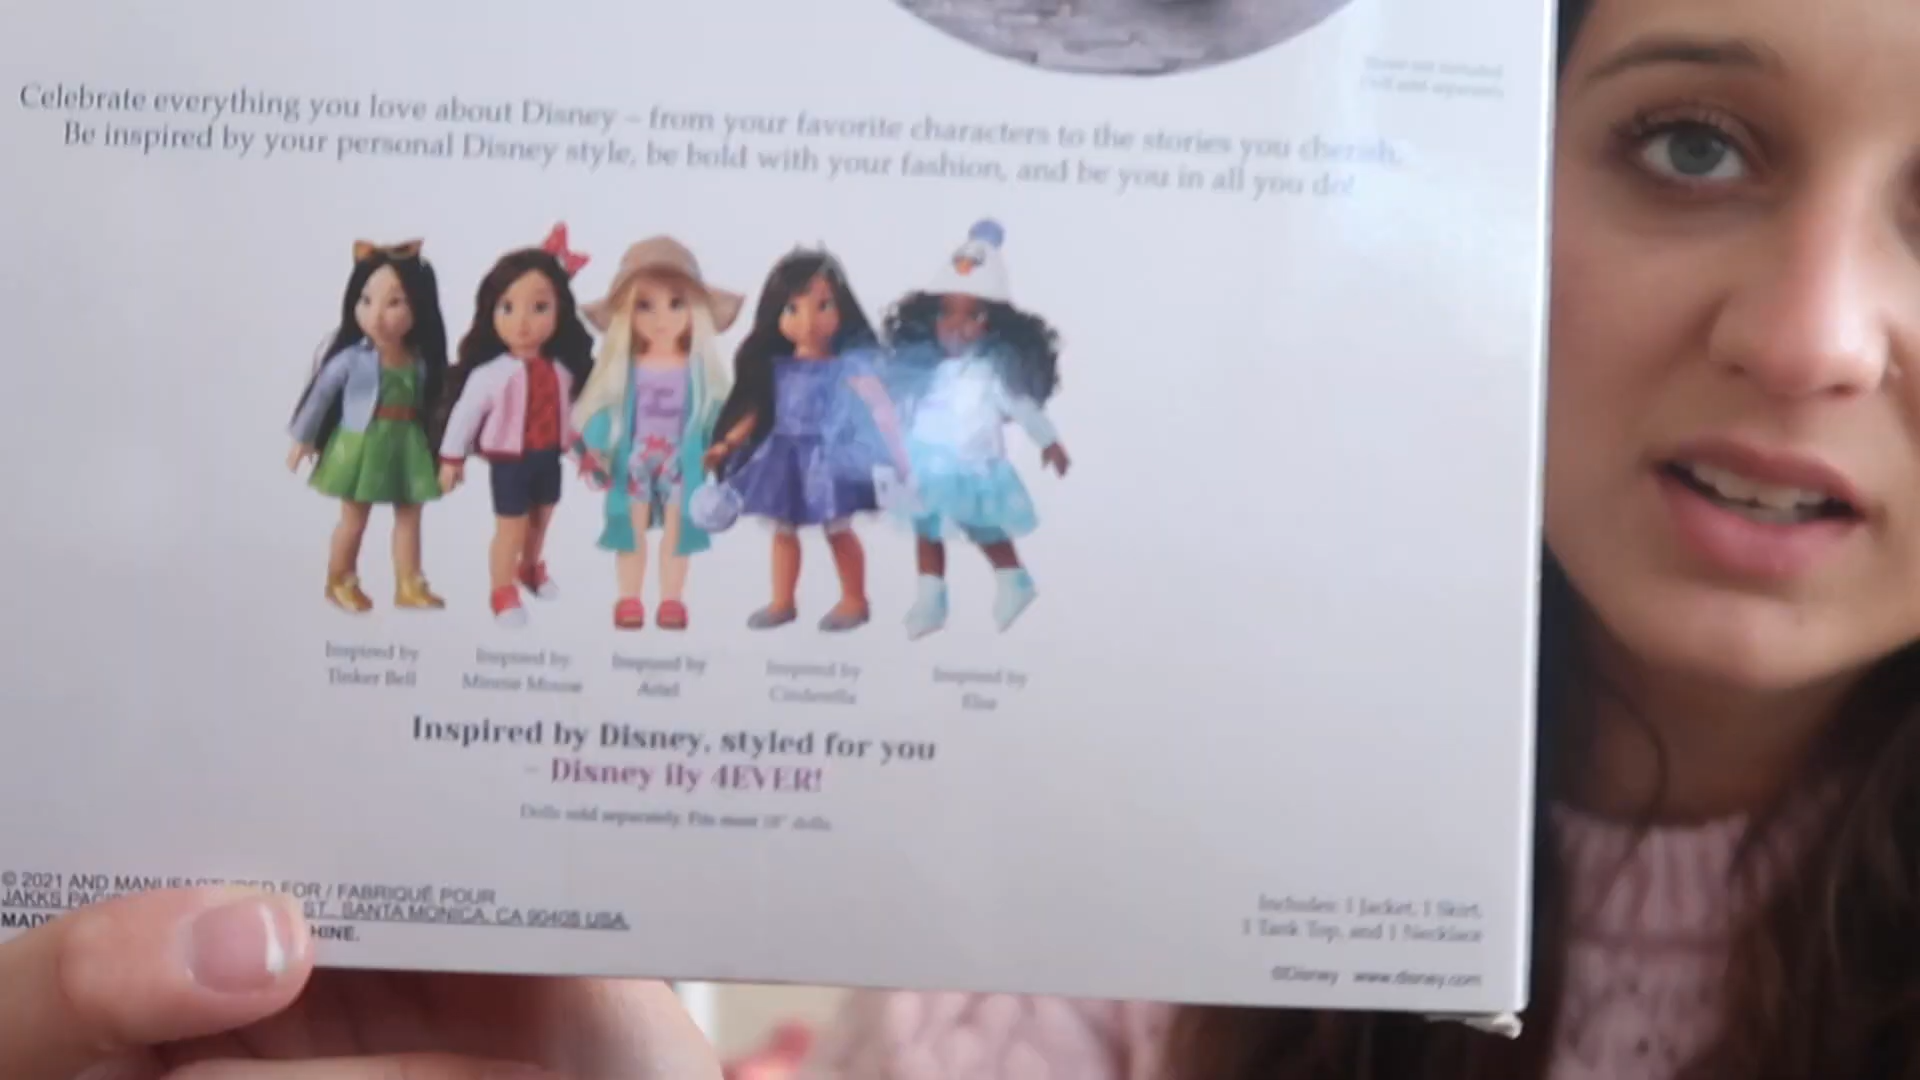 Celebrate everything you love about Disney – from your favorite characters to the stories you cherish.
Be inspired by your personal Disney style, be bold with your fashion, and be you in all you do!
Inspired by
Tinker Bell
Inspired by
Minnie Mouse
Inspired by
Ariel
Inspired by
Cinderella
Inspired by
Elsa
Inspired by Disney, styled for you
– Disney ily 4EVER!
Dolls sold separately. Fits most 18" dolls.
© 2021 AND MANUFACTURED FOR / FABRIQUÉ POUR
JAKKS ST., SANTA MONICA, CA 90405 USA.
MADE HINE.
Includes: 1 Jacket, 1 Skirt,
1 Tank Top, and 1 Necklace
©Disney www.disney.com